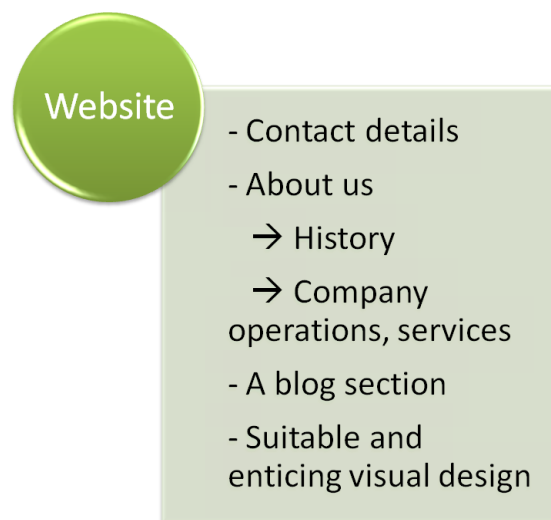 Website
- Contact details
- About us
→ History
→ Company
operations, services
- A blog section
- Suitable and
enticing visual design